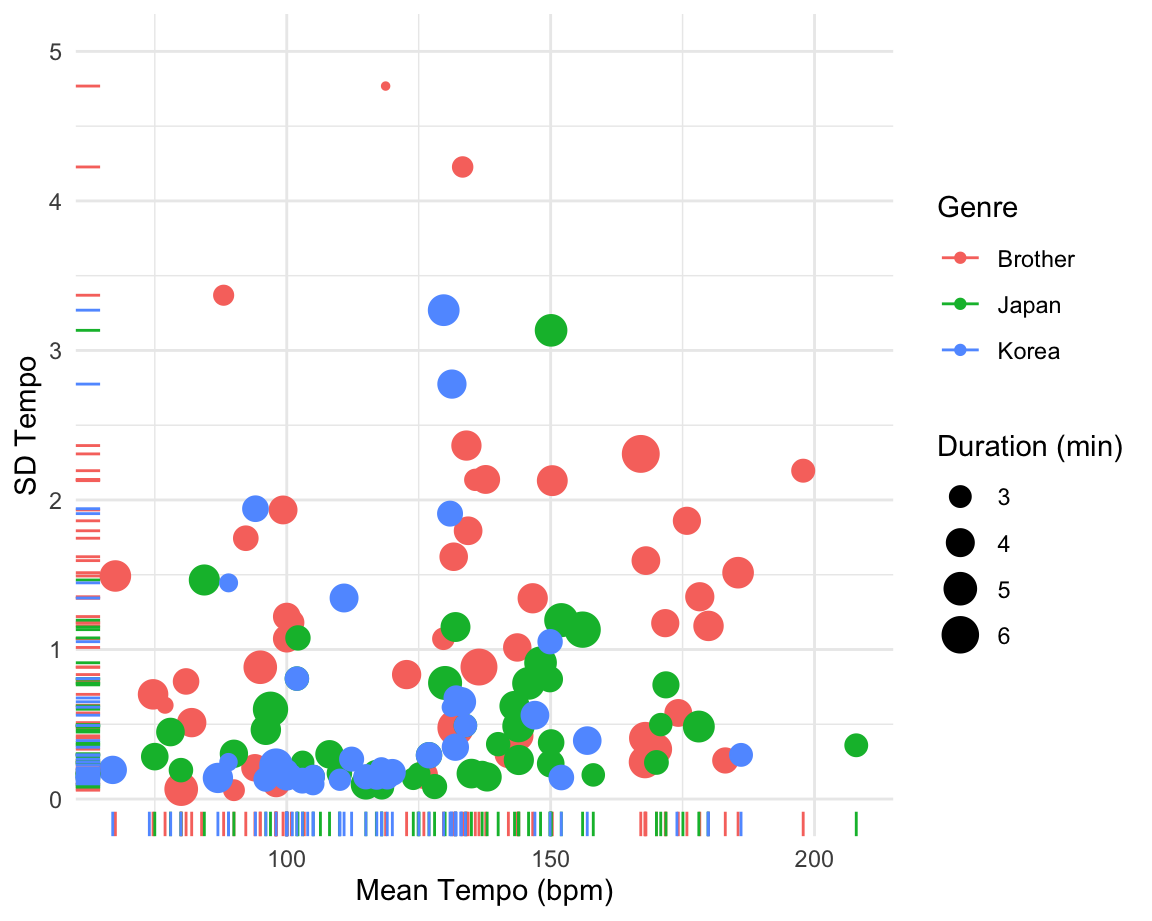 5
4
3
2
1
0
SD Tempo
100
150
200
Mean Tempo (bpm)
Genre
Brother
Japan
Korea
Duration (min)
3
4
5
6